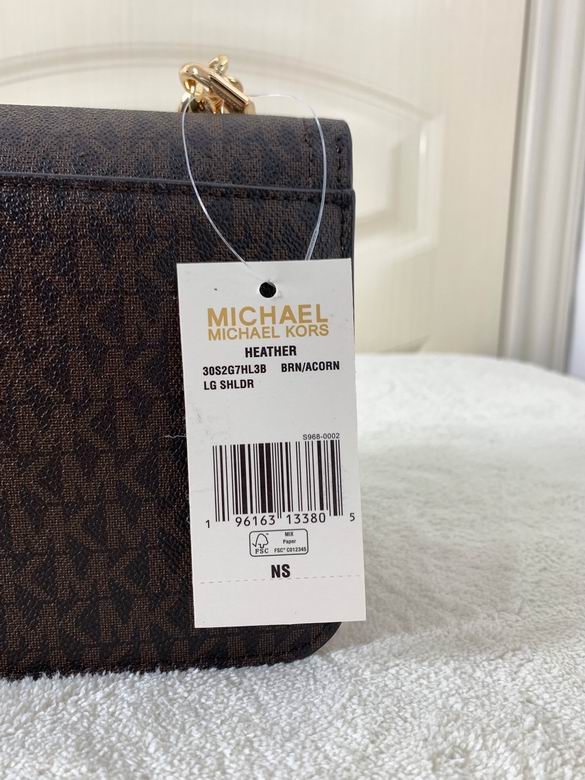 MICHAEL
MICHAEL KORS
HEATHER
30S2G7HL3B BRN/ACORN
LG SHLDR
S968-0002
1 96163 13380 5
FSC
MIX
Paper
FSC® C012345
NS